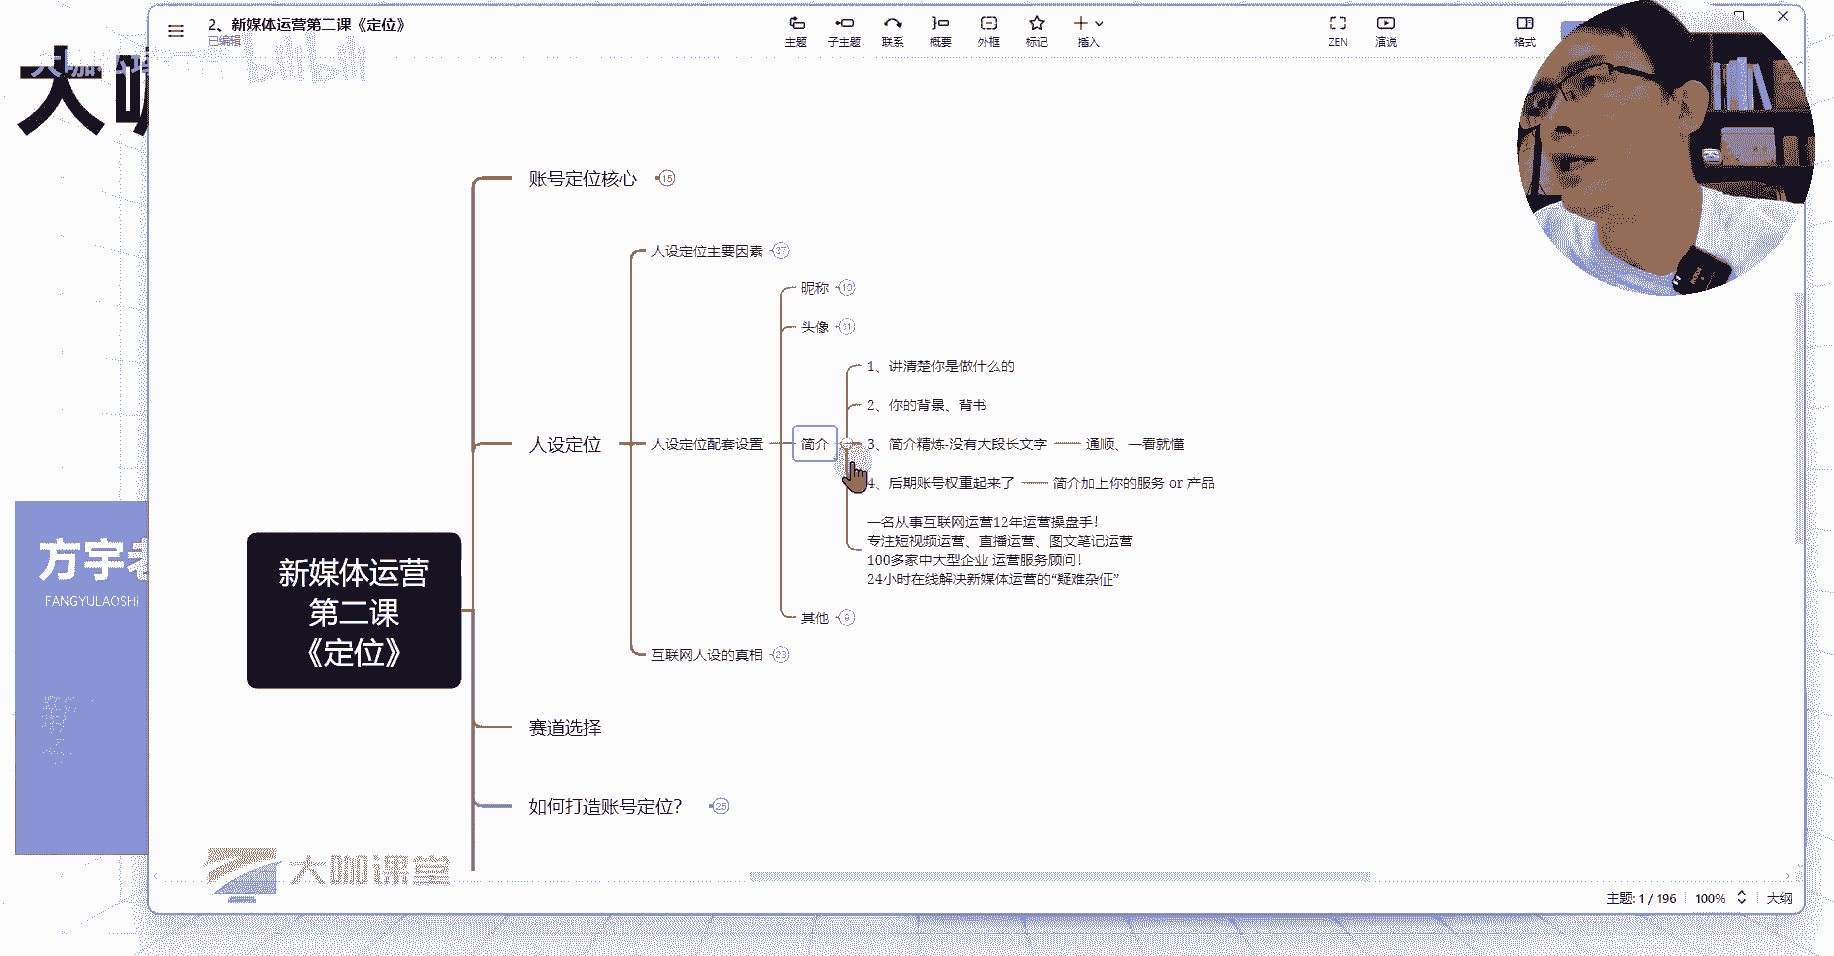 2、新媒体运营第二课《定位》
已编辑
主题
子主题
联系
概要
外框
标记
插入
ZEN
演说
格式
bilibili
大咖
账号定位核心 15
人设定位主要因素 37
昵称 10
头像
1、讲清楚你是做什么的
2、你的背景、背书
人设定位
人设定位配套设置
简介
3、简介精炼-没有大段长文字
通顺、一看就懂
4、后期账号权重起来了
简介加上你的服务 or 产品
一名从事互联网运营12年运营操盘手!
专注短视频运营、直播运营、图文笔记运营
100多家中大型企业 运营服务顾问!
24小时在线解决新媒体运营的“疑难杂征”
其他 9
互联网人设的真相 23
新媒体运营
第二课
《定位》
赛道选择
如何打造账号定位? 25
方宇老
FANGYULAOSHI
大咖课堂
主题: 1 / 196
100%
大纲